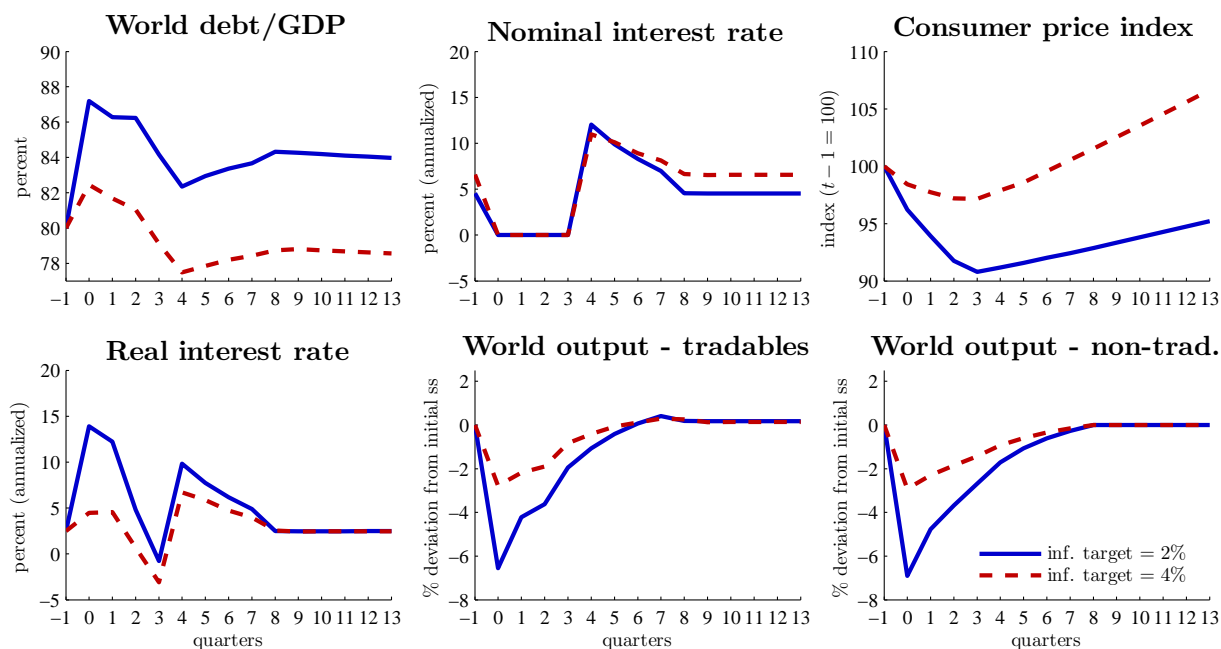 World debt/GDP
percent
90
88
86
84
82
80
78
−1 0 1 2 3 4 5 6 7 8 9 10 11 12 13
Nominal interest rate
percent (annualized)
20
15
10
5
0
−5
−1 0 1 2 3 4 5 6 7 8 9 10 11 12 13
Consumer price index
index (t − 1 = 100)
110
105
100
95
90
−1 0 1 2 3 4 5 6 7 8 9 10 11 12 13
Real interest rate
percent (annualized)
20
15
10
5
0
−5
−1 0 1 2 3 4 5 6 7 8 9 10 11 12 13
quarters
World output - tradables
% deviation from initial ss
2
0
−2
−4
−6
−8
−1 0 1 2 3 4 5 6 7 8 9 10 11 12 13
quarters
World output - non-trad.
% deviation from initial ss
2
0
−2
−4
−6
−8
inf. target = 2%
inf. target = 4%
−1 0 1 2 3 4 5 6 7 8 9 10 11 12 13
quarters